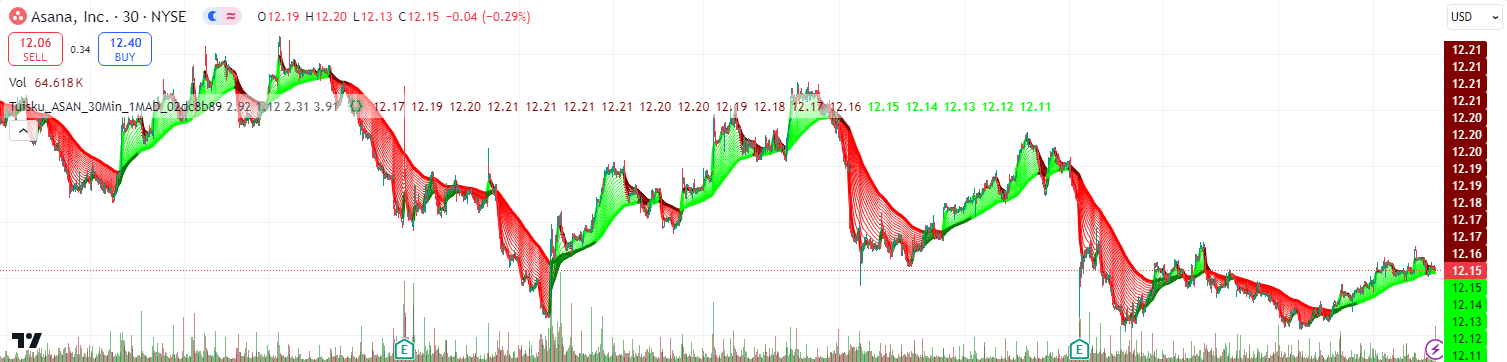 Asana, Inc. · 30 · NYSE O12.19 H12.20 L12.13 C12.15 −0.04 (−0.29%)
USD
12.06 SELL
0.34
12.40 BUY
Vol 64.618 K
Tuisku_ASAN_30Min_1MAD_02dc8b89 2.92 1.12 2.31 3.91 12.17 12.19 12.20 12.21 12.21 12.21 12.21 12.20 12.20 12.19 12.18 12.17 12.16 12.15 12.14 12.13 12.12 12.11
12.21
12.21
12.21
12.21
12.20
12.20
12.20
12.19
12.19
12.18
12.17
12.17
12.16
12.15
12.15
12.14
12.13
12.12
12.11
E
E